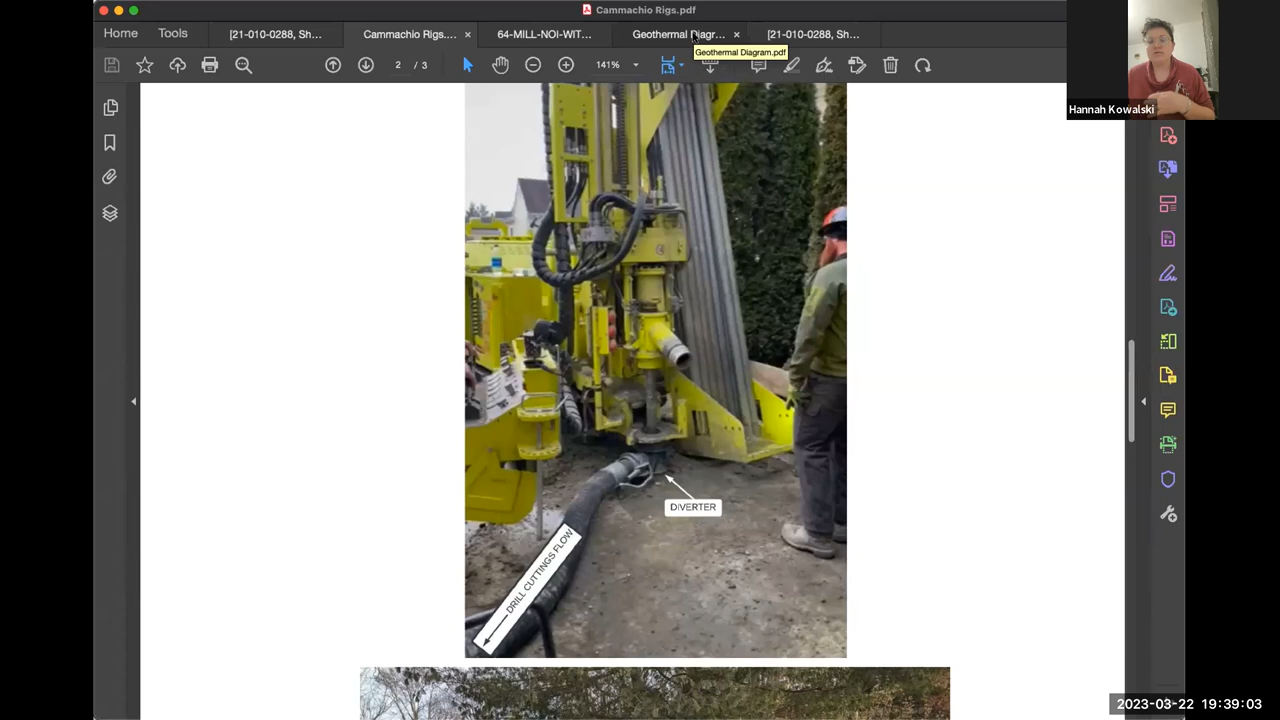 Cammachio Rigs.pdf
Home
Tools
[21-010-0288, Sh...
Cammachio Rigs....
64-MILL-NOI-WIT...
Geothermal Diagr...
[21-010-0288, Sh...
Geothermal Diagram.pdf
2 / 3
141%
Hannah Kowalski
DIVERTER
DRILL CUTTINGS FLOW
2023-03-22 19:39:03